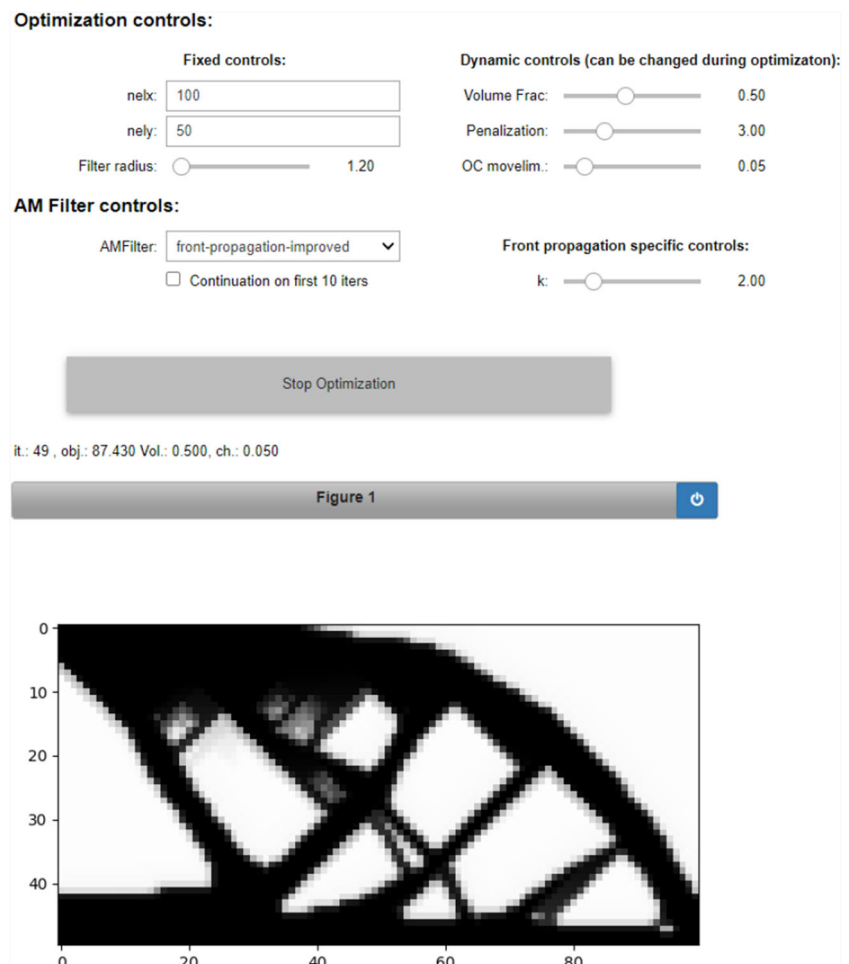 Optimization controls:
Fixed controls:
Dynamic controls (can be changed during optimizaton):
nelx: 100
Volume Frac: 0.50
nely: 50
Penalization: 3.00
Filter radius: 1.20
OC movelim.: 0.05
AM Filter controls:
AMFilter: front-propagation-improved
Front propagation specific controls:
Continuation on first 10 iters
k: 2.00
Stop Optimization
it.: 49 , obj.: 87.430 Vol.: 0.500, ch.: 0.050
Figure 1
0
10
20
30
40
0 20 40 60 80